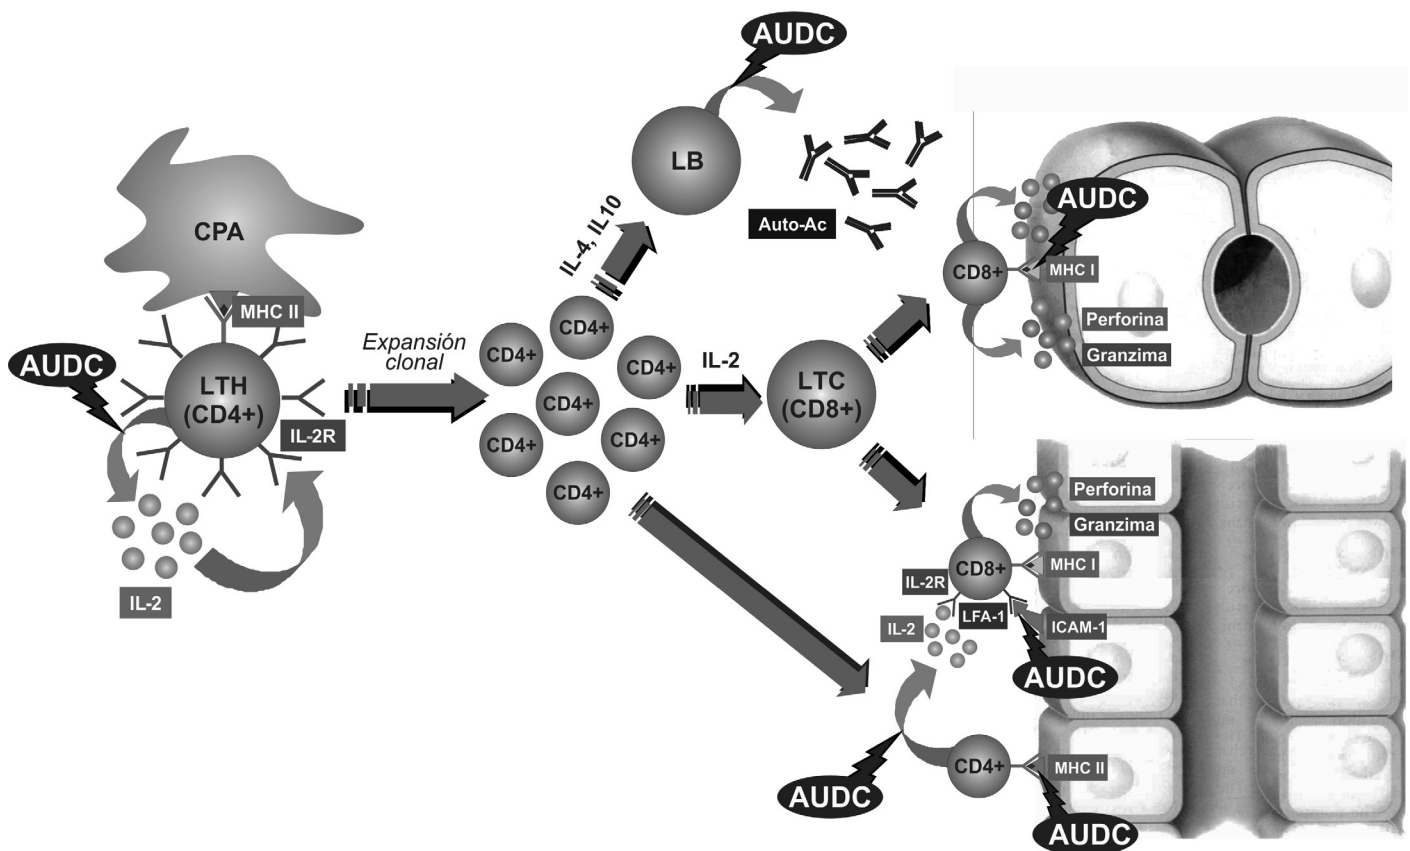 AUDC
LB
Auto-Ac
IL-4, IL10
CPA
MHC II
AUDC
LTH
(CD4+)
IL-2R
IL-2
Expansión
clonal
CD4+
CD4+
CD4+
CD4+
CD4+
CD4+
CD4+
IL-2
LTC
(CD8+)
AUDC
CD8+
MHC I
Perforina
Granzima
Perforina
Granzima
CD8+
MHC I
IL-2R
LFA-1
ICAM-1
IL-2
AUDC
CD4+
MHC II
AUDC
AUDC